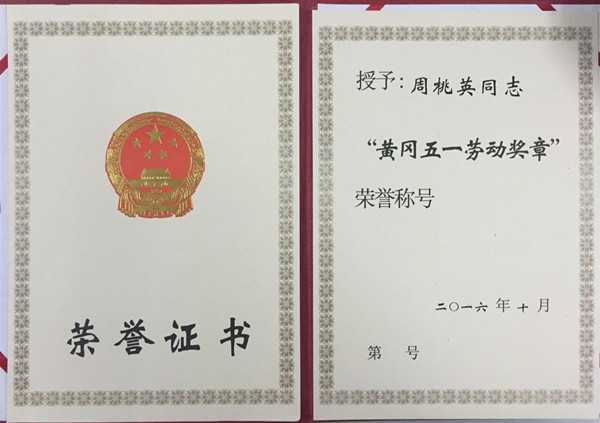 荣誉证书
授予：周桃英同志
“黄冈五一劳动奖章”
荣誉称号
二〇一六年十月
第 号